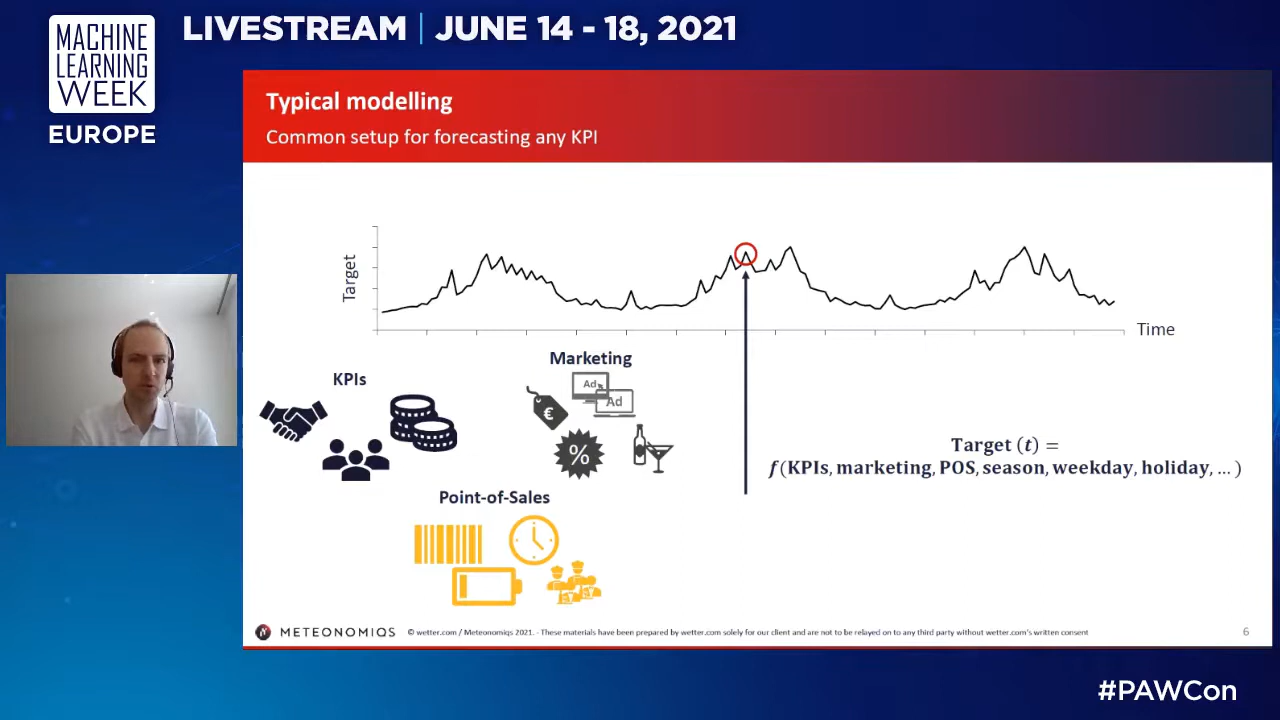 LIVESTREAM | JUNE 14 - 18, 2021
MACHINE
LEARNING
WEEK
EUROPE
Typical modelling
Common setup for forecasting any KPI
Target
Time
KPIs
Marketing
Ad
Ad
€
%
Point-of-Sales
Target (t) =
f(KPIs, marketing, POS, season, weekday, holiday, … )
METEONOMIQS
© wetter.com / Meteonomiqs 2021. - These materials have been prepared by wetter.com solely for our client and are not to be relayed on to any third party without wetter.com's written consent
6
#PAWCon